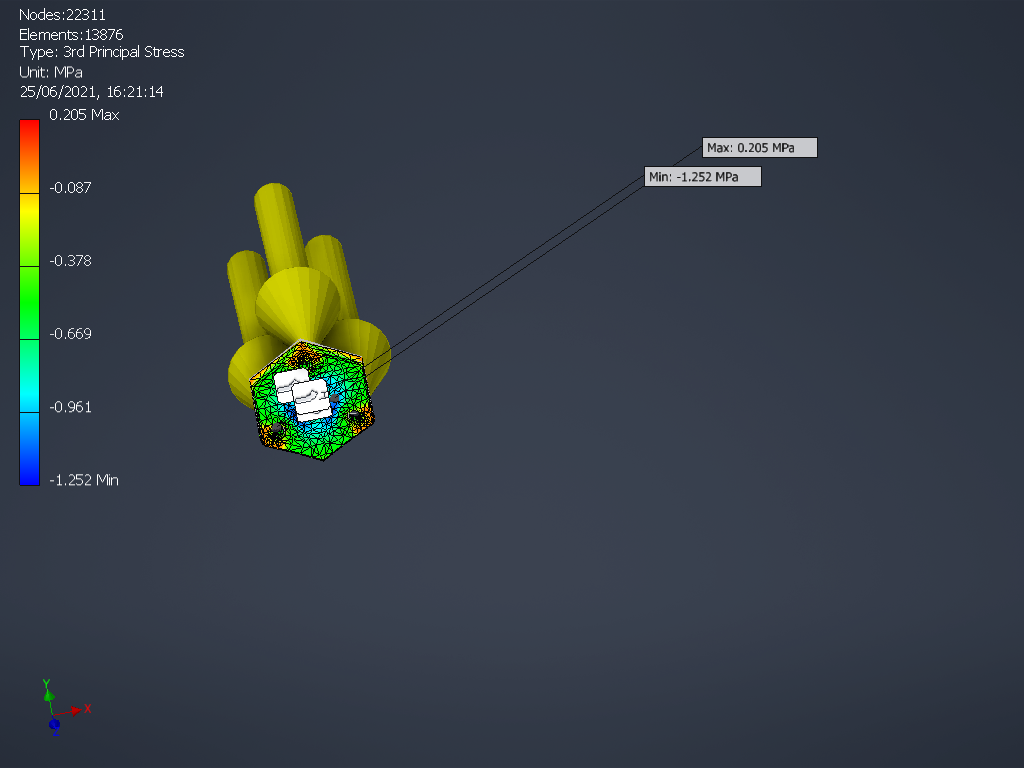 Nodes:22311
Elements:13876
Type: 3rd Principal Stress
Unit: MPa
25/06/2021, 16:21:14
0.205 Max
-0.087
-0.378
-0.669
-0.961
-1.252 Min
Max: 0.205 MPa
Min: -1.252 MPa
Y
X
Z